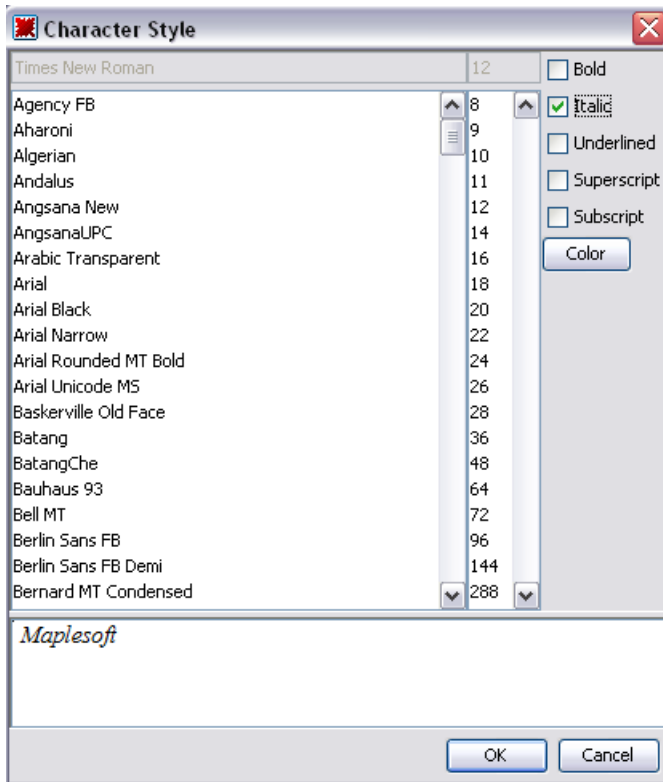 Character Style
Times New Roman 12
Bold
Italic
Underlined
Superscript
Subscript
Color
Agency FB 8
Aharoni 9
Algerian 10
Andalus 11
Angsana New 12
AngsanaUPC 14
Arabic Transparent 16
Arial 18
Arial Black 20
Arial Narrow 22
Arial Rounded MT Bold 24
Arial Unicode MS 26
Baskerville Old Face 28
Batang 36
BatangChe 48
Bauhaus 93 64
Bell MT 72
Berlin Sans FB 96
Berlin Sans FB Demi 144
Bernard MT Condensed 288
Maplesoft
OK Cancel